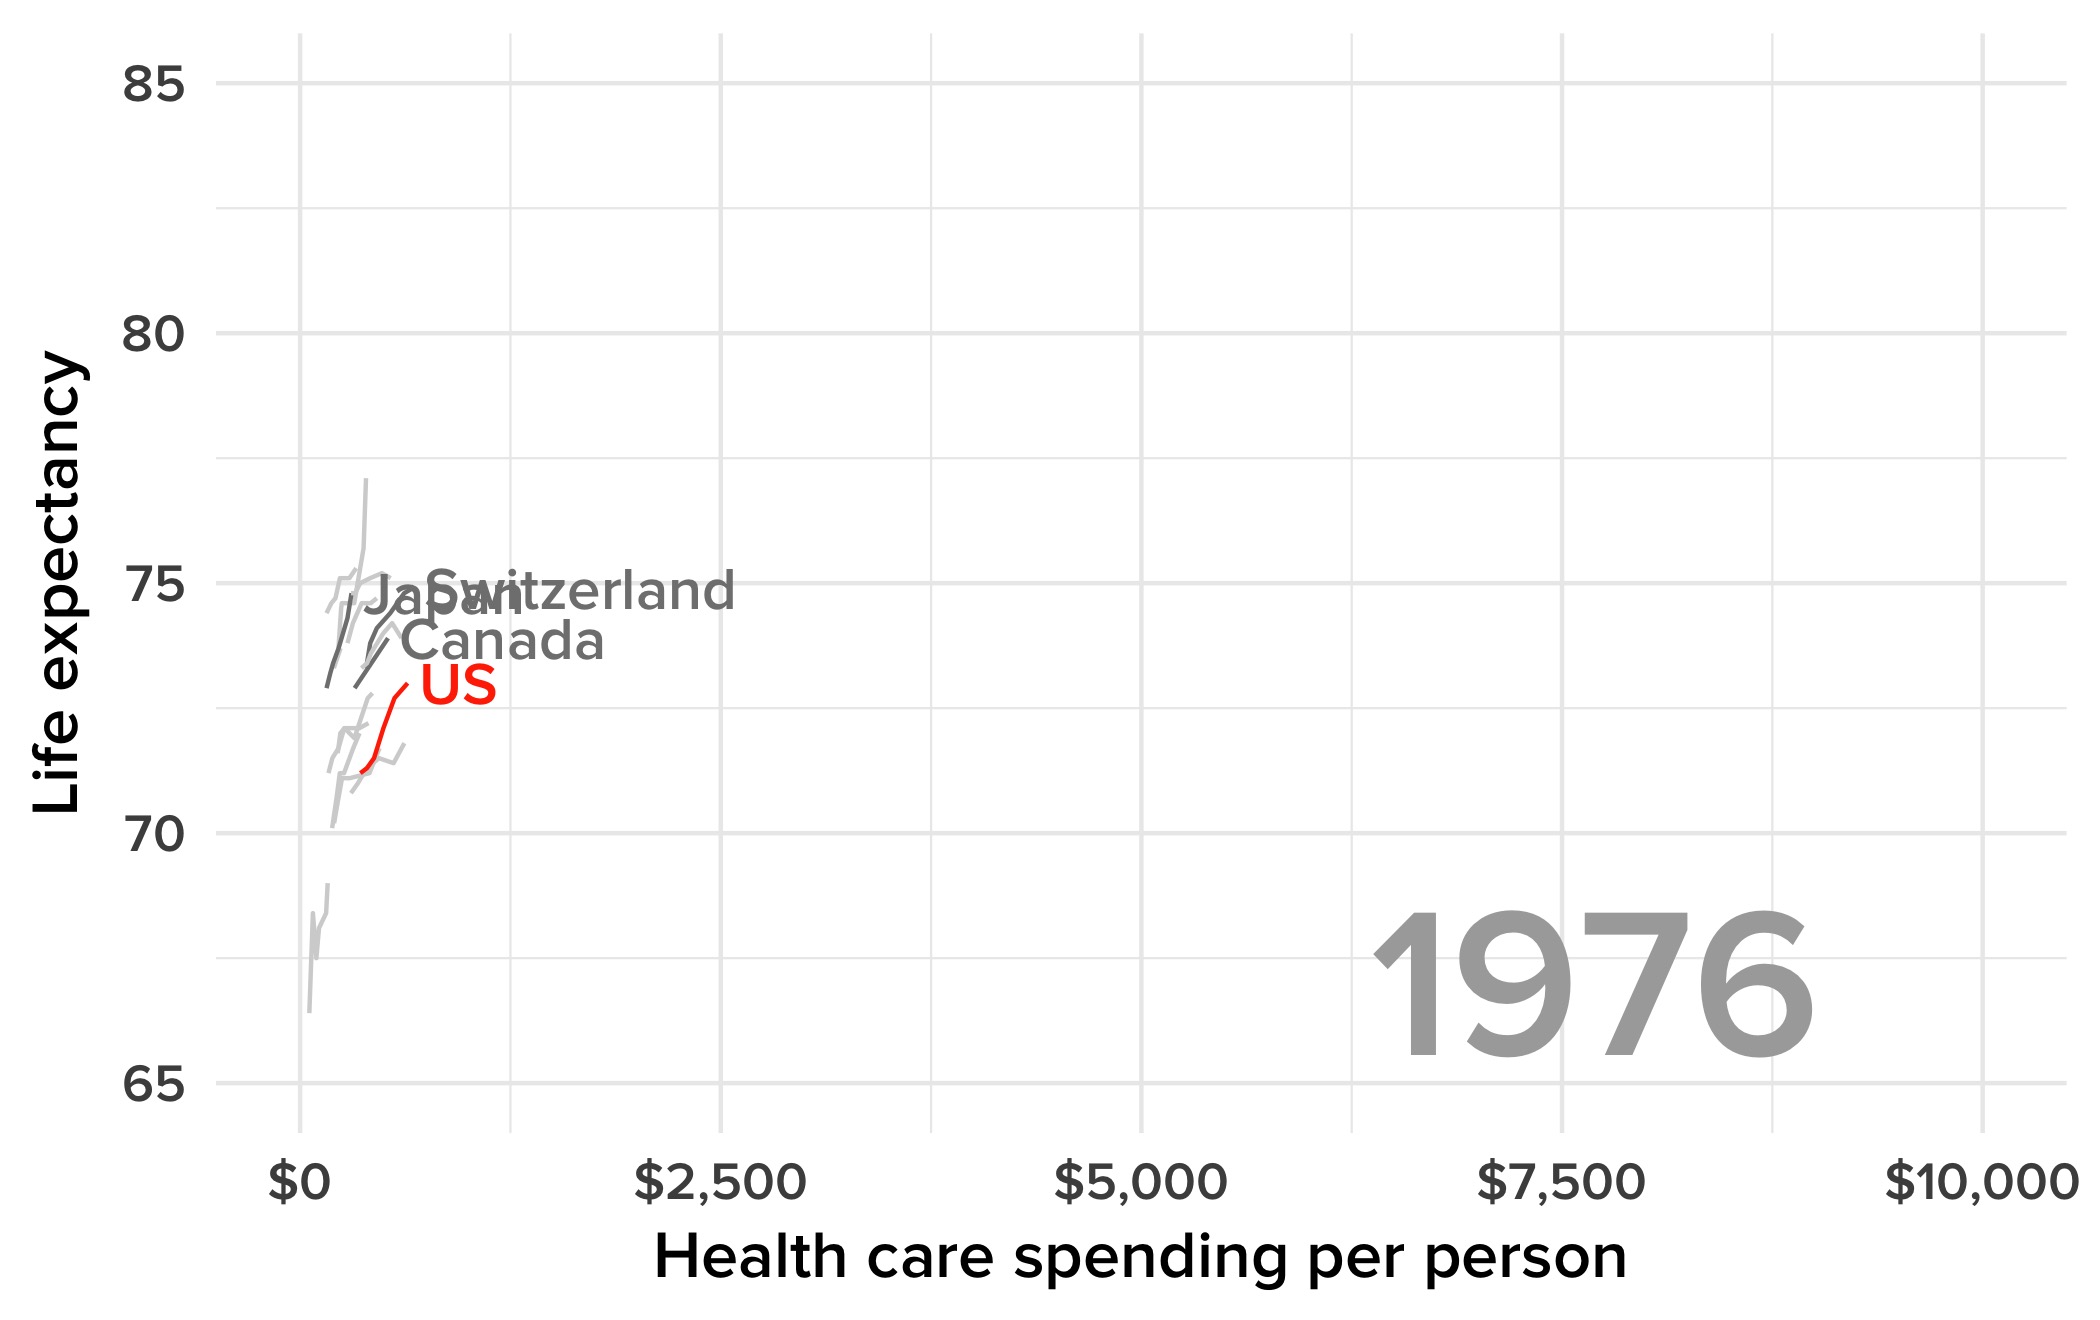 85
80
75
70
65
Life expectancy
Switzerland
Japan
Canada
US
1976
$0
$2,500
$5,000
$7,500
$10,000
Health care spending per person